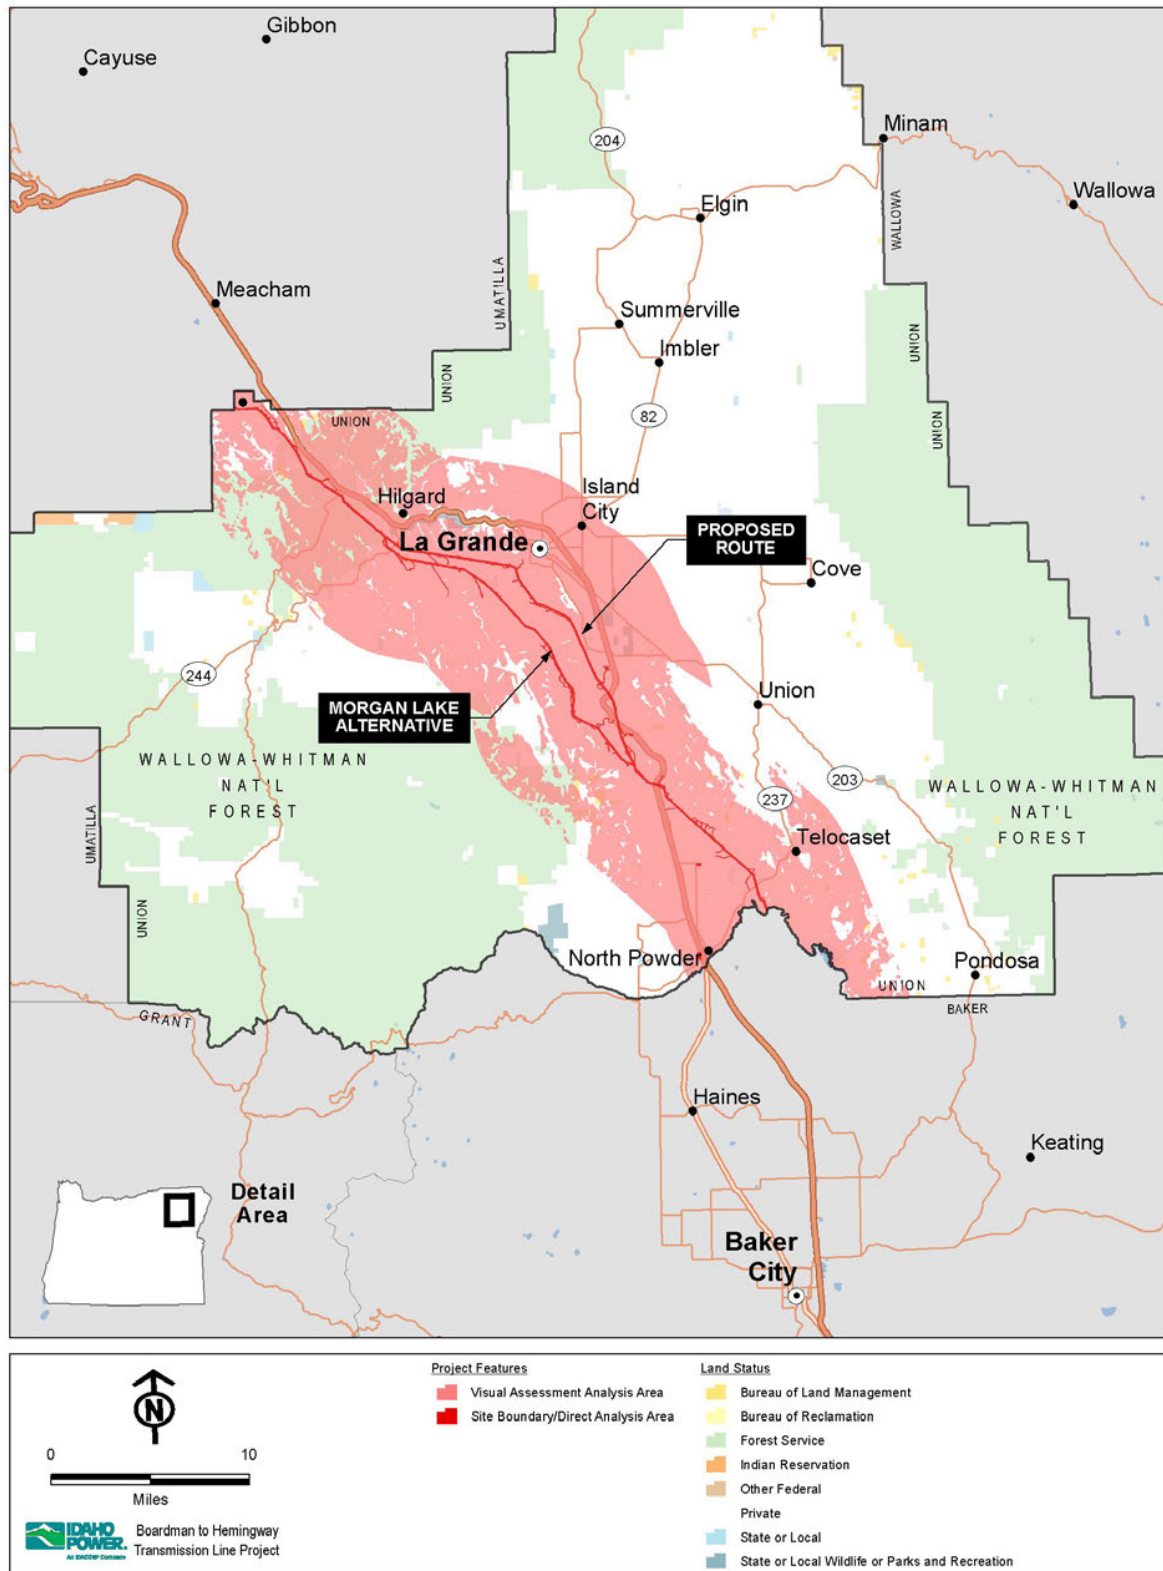 Gibbon
Cayuse
204
Minam
Wallowa
WALLOWA
Elgin
UMATILLA
Meacham
Summerville
Imbler
UNION
UNION
UNION
82
UNION
UNION
Hilgard
Island
City
La Grande
PROPOSED
ROUTE
Cove
244
Union
MORGAN LAKE
ALTERNATIVE
WALLOWA-WHITMAN
NAT'L
FOREST
203
237
WALLOWA-WHITMAN
NAT'L
FOREST
UMATILLA
Telocaset
UNION
North Powder
Pondosa
UNION
BAKER
GRANT
Haines
Keating
Detail
Area
Baker
City
N
0 10
Miles
IDAHO
POWER.
An IDACORP Company
Boardman to Hemingway
Transmission Line Project
Project Features
Visual Assessment Analysis Area
Site Boundary/Direct Analysis Area
Land Status
Bureau of Land Management
Bureau of Reclamation
Forest Service
Indian Reservation
Other Federal
Private
State or Local
State or Local Wildlife or Parks and Recreation